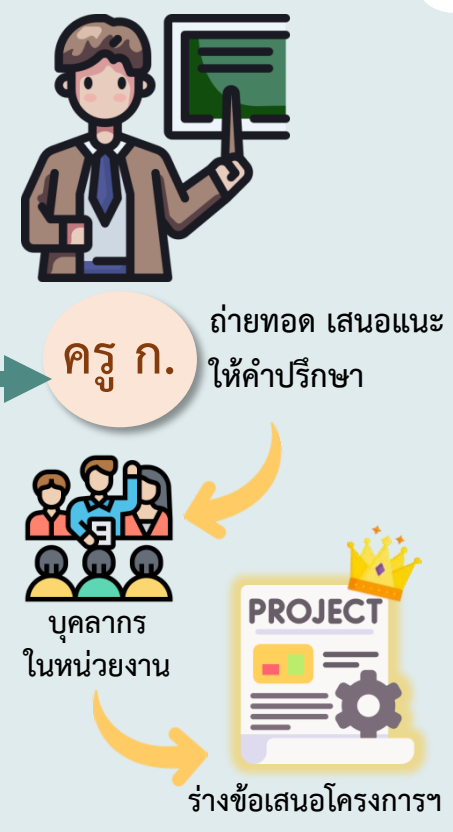 ครู ก.
ถ่ายทอด เสนอแนะ
ให้คำปรึกษา
บุคลากร
ในหน่วยงาน
PROJECT
ร่างข้อเสนอโครงการฯ